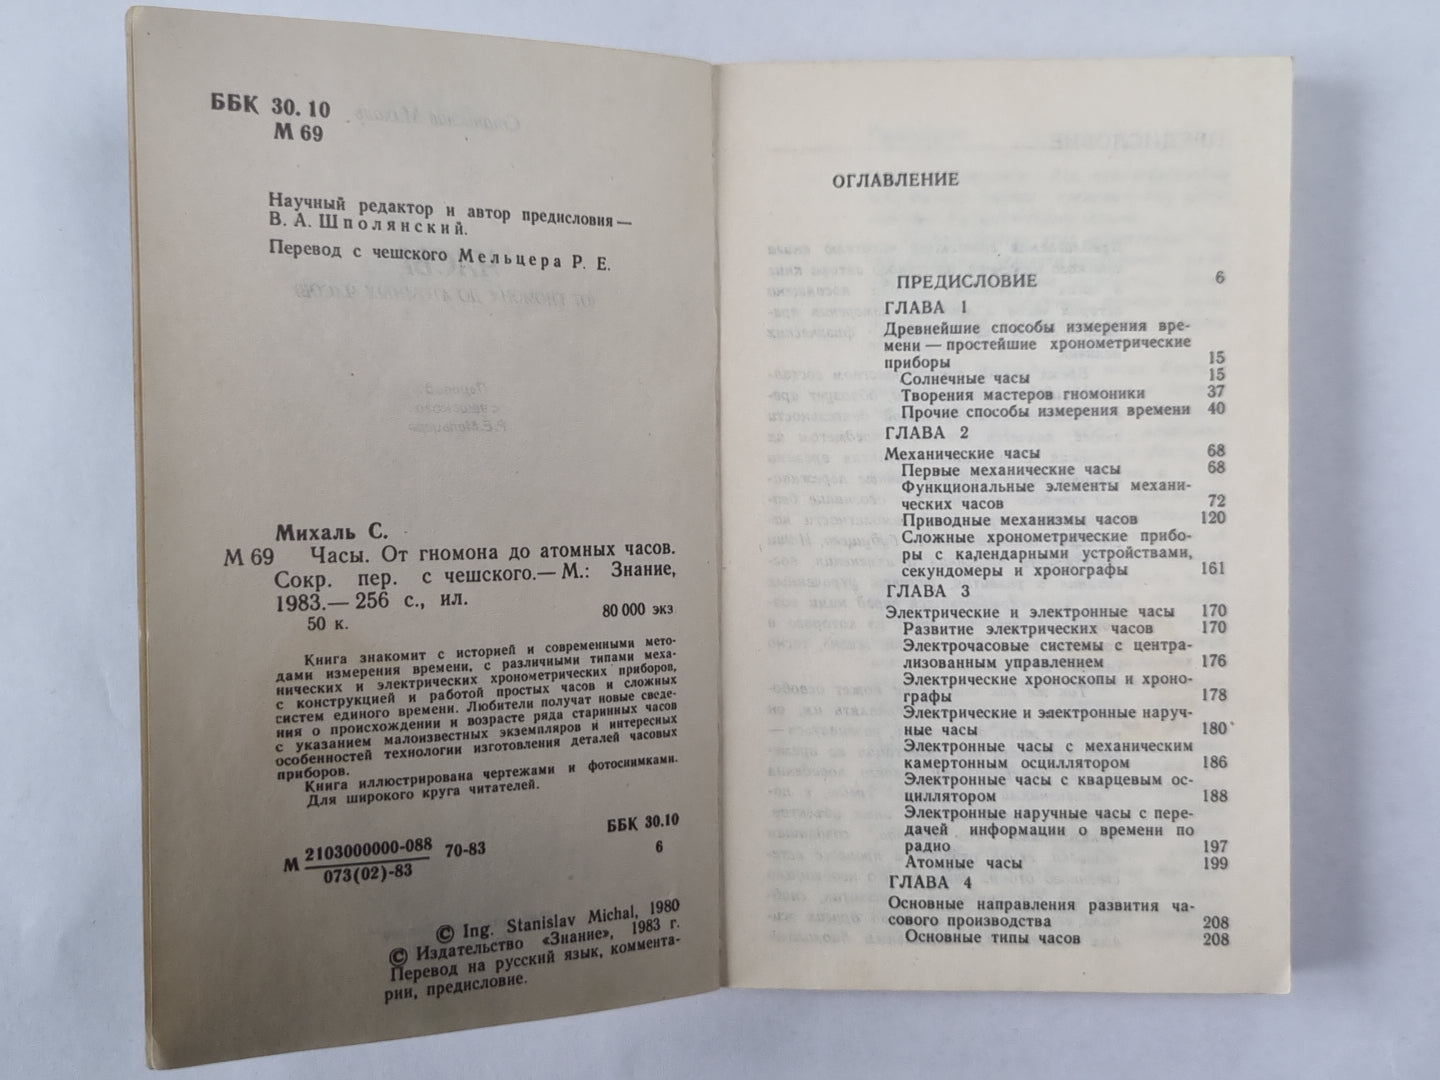 ББК 30.10
М 69
Научный редактор и автор предисловия —
В. А. Шполянский.
Перевод с чешского Мельцера Р. Е.
Михаль С.
М 69 Часы. От гномона до атомных часов.
Сокр. пер. с чешского.— М.: Знание,
1983.— 256 с., ил.
50 к. 80 000 экз
Книга знакомит с историей и современными мето-
дами измерения времени, с различными типами меха-
нических и электрических хронометрических приборов,
с конструкцией и работой простых часов и сложных
систем единого времени. Любители получат новые сведе-
ния о происхождении и возрасте ряда старинных часов
с указанием малоизвестных экземпляров и интересных
особенностей технологии изготовления деталей часовых
приборов.
Книга иллюстрирована чертежами и фотоснимками.
Для широкого круга читателей.
М 2103000000-088 70-83 ББК 30.10
073(02)-83 6
© Ing. Stanislav Michal, 1980
© Издательство «Знание», 1983 г.
Перевод на русский язык, коммента-
рии, предисловие.
ОГЛАВЛЕНИЕ
ПРЕДИСЛОВИЕ 6
ГЛАВА 1
Древнейшие способы измерения вре-
мени — простейшие хронометрические
приборы 15
Солнечные часы 15
Творения мастеров гномоники 37
Прочие способы измерения времени 40
ГЛАВА 2
Механические часы 68
Первые механические часы 68
Функциональные элементы механи-
ческих часов 72
Приводные механизмы часов 120
Сложные хронометрические прибо-
ры с календарными устройствами,
секундомеры и хронографы 161
ГЛАВА 3
Электрические и электронные часы 170
Развитие электрических часов 170
Электрочасовые системы с центра-
лизованным управлением 176
Электрические хроноскопы и хроно-
графы 178
Электрические и электронные наруч-
ные часы 180
Электронные часы с механическим
камертонным осциллятором 186
Электронные часы с кварцевым ос-
циллятором 188
Электронные наручные часы с пере-
дачей информации о времени по
радио 197
Атомные часы 199
ГЛАВА 4
Основные направления развития ча-
сового производства 208
Основные типы часов 208